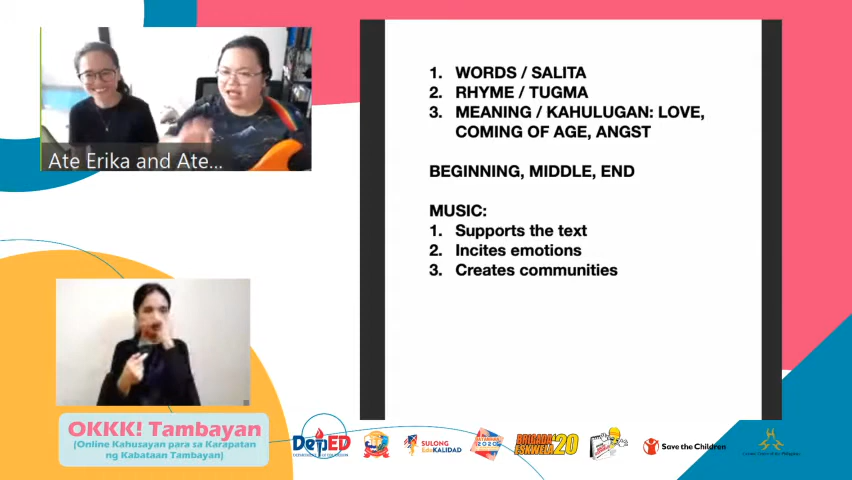 1. WORDS / SALITA
2. RHYME / TUGMA
3. MEANING / KAHULUGAN: LOVE,
COMING OF AGE, ANGST
BEGINNING, MIDDLE, END
MUSIC:
1. Supports the text
2. Incites emotions
3. Creates communities
Ate Erika and Ate...
OKKK! Tambayan
(Online Kahusayan para sa Karapatan
ng Kabataan Tambayan)
DepED
SULONG
EduKALIDAD
2020
BRIGADA
ESKWELA
'20
Save the Children